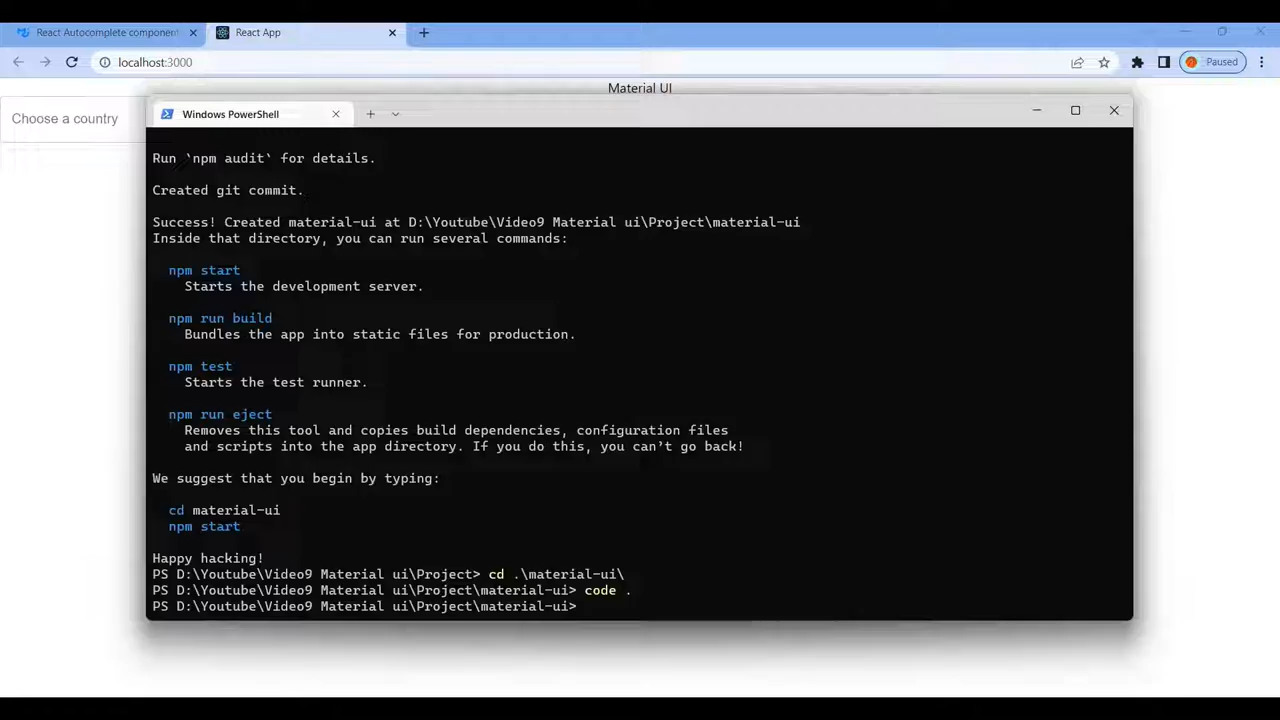 React Autocomplete component
React App
localhost:3000
Paused
Material UI
Choose a country
Windows PowerShell
Run `npm audit` for details.
Created git commit.
Success! Created material-ui at D:\Youtube\Video9 Material ui\Project\material-ui
Inside that directory, you can run several commands:
npm start
Starts the development server.
npm run build
Bundles the app into static files for production.
npm test
Starts the test runner.
npm run eject
Removes this tool and copies build dependencies, configuration files
and scripts into the app directory. If you do this, you can’t go back!
We suggest that you begin by typing:
cd material-ui
npm start
Happy hacking!
PS D:\Youtube\Video9 Material ui\Project> cd .\material-ui\
PS D:\Youtube\Video9 Material ui\Project\material-ui> code .
PS D:\Youtube\Video9 Material ui\Project\material-ui>